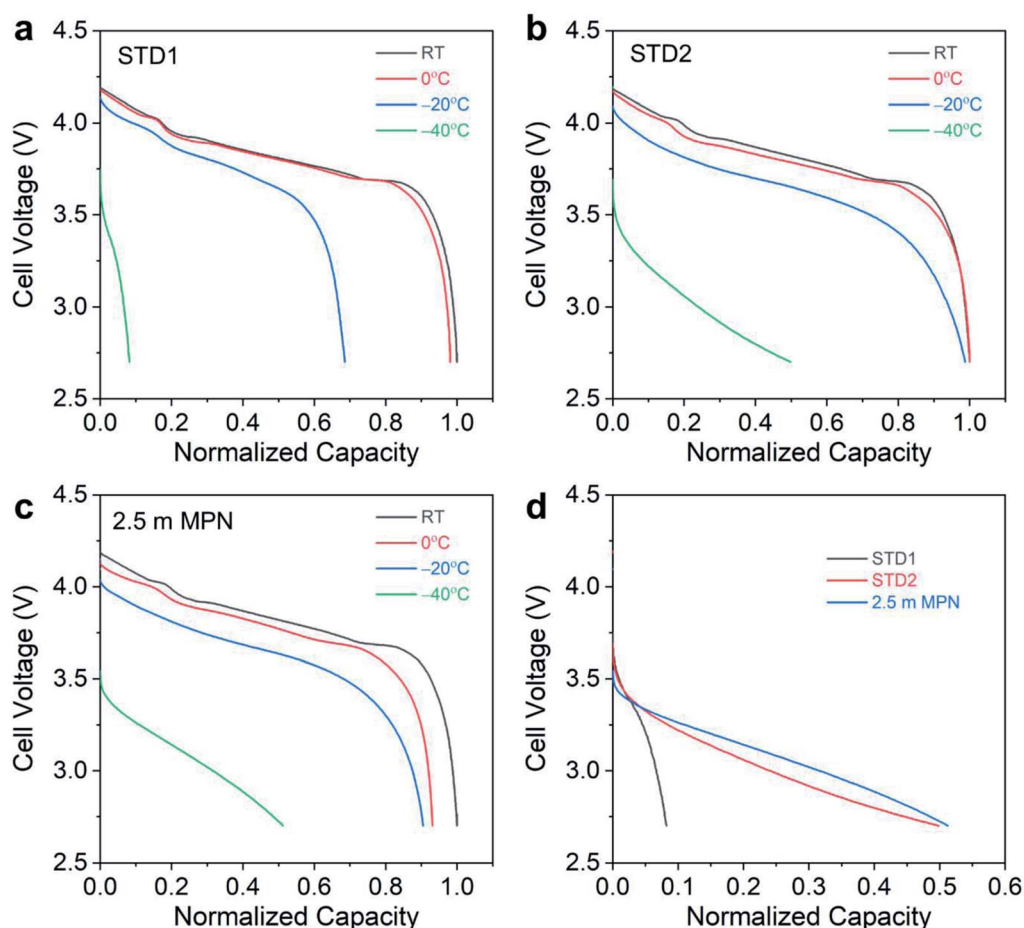 a
STD1
RT
0°C
–20°C
–40°C
4.5
4.0
3.5
3.0
2.5
Cell Voltage (V)
0.0 0.2 0.4 0.6 0.8 1.0
Normalized Capacity
b
STD2
RT
0°C
–20°C
–40°C
4.5
4.0
3.5
3.0
2.5
Cell Voltage (V)
0.0 0.2 0.4 0.6 0.8 1.0
Normalized Capacity
c
2.5 m MPN
RT
0°C
–20°C
–40°C
4.5
4.0
3.5
3.0
2.5
Cell Voltage (V)
0.0 0.2 0.4 0.6 0.8 1.0
Normalized Capacity
d
STD1
STD2
2.5 m MPN
4.5
4.0
3.5
3.0
2.5
Cell Voltage (V)
0.0 0.1 0.2 0.3 0.4 0.5 0.6
Normalized Capacity